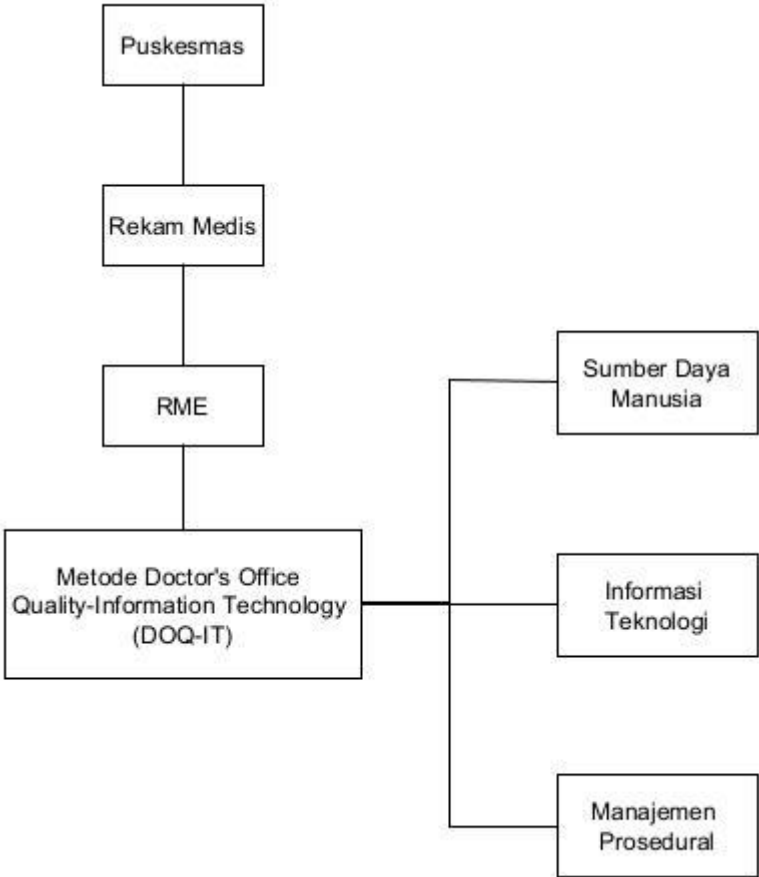 Puskesmas
Rekam Medis
RME
Metode Doctor's Office
Quality-Information Technology
(DOQ-IT)
Sumber Daya
Manusia
Informasi
Teknologi
Manajemen
Prosedural